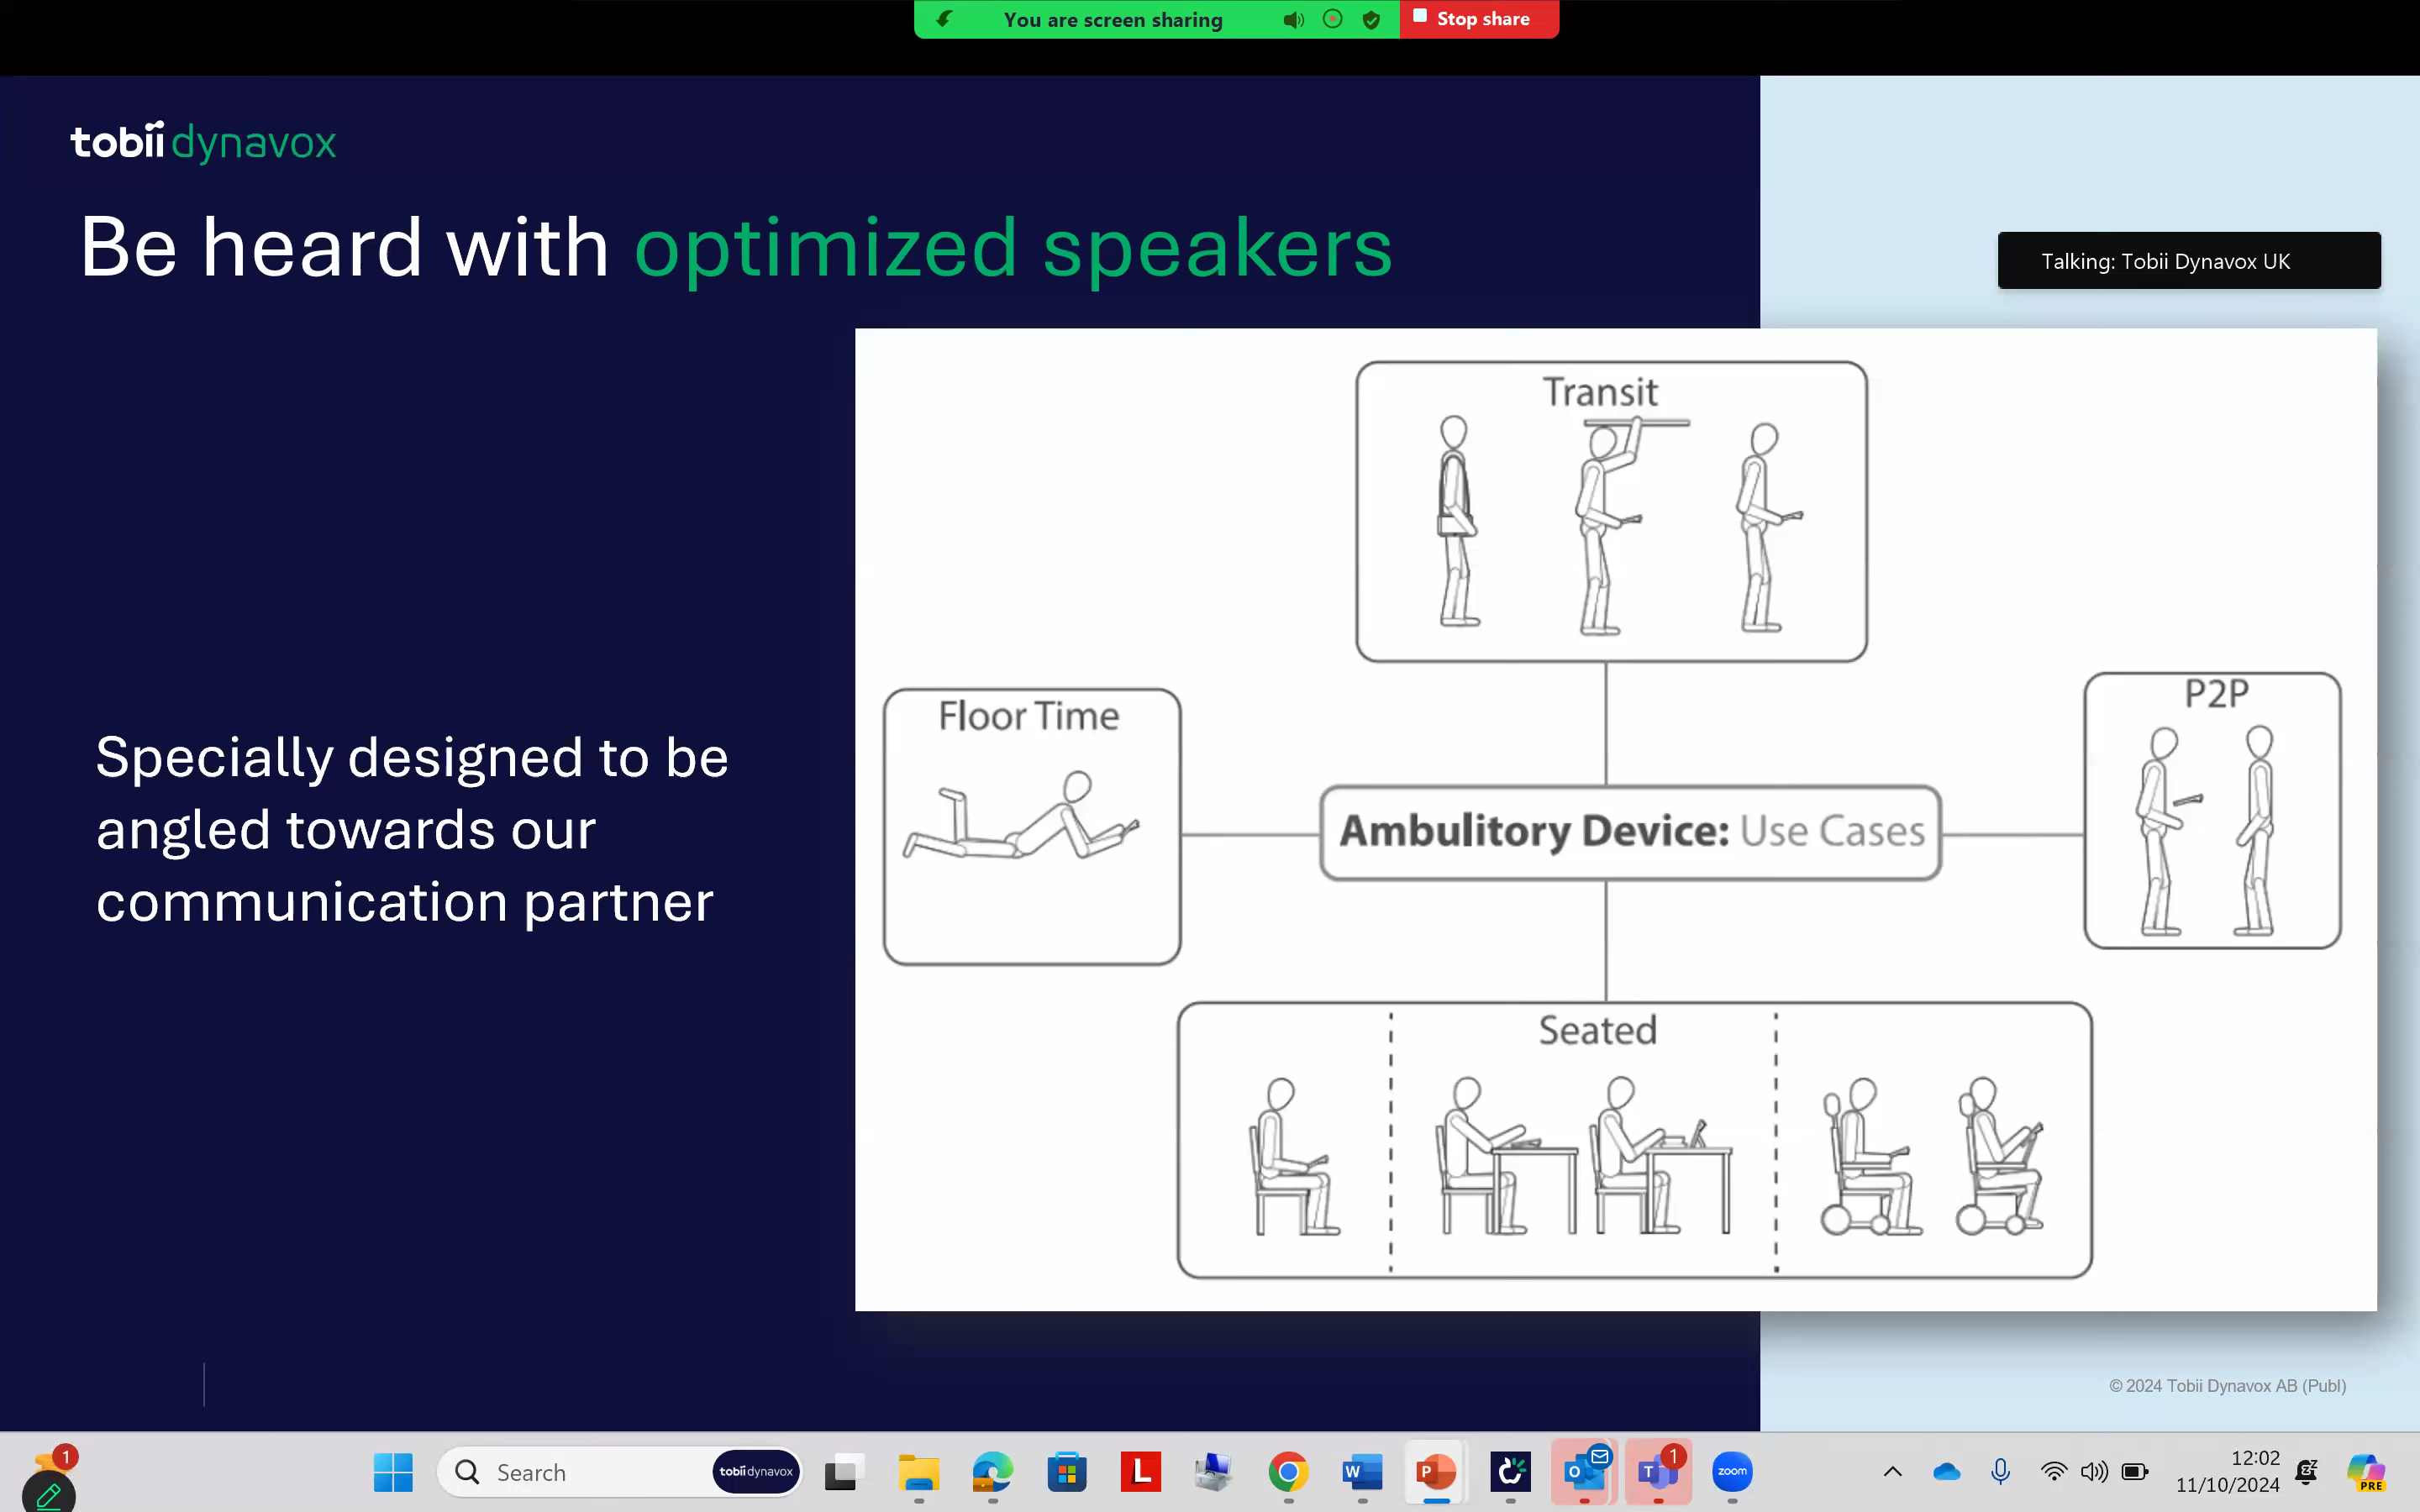 You are screen sharing
Stop share
tobii dynavox
Be heard with optimized speakers
Talking: Tobii Dynavox UK
Transit
Floor Time
P2P
Specially designed to be
angled towards our
communication partner
Ambulitory Device: Use Cases
Seated
© 2024 Tobii Dynavox AB (Publ)
1
Search
tobii dynavox
L
W
P
O
T
1
zoom
12:02
11/10/2024
PRE